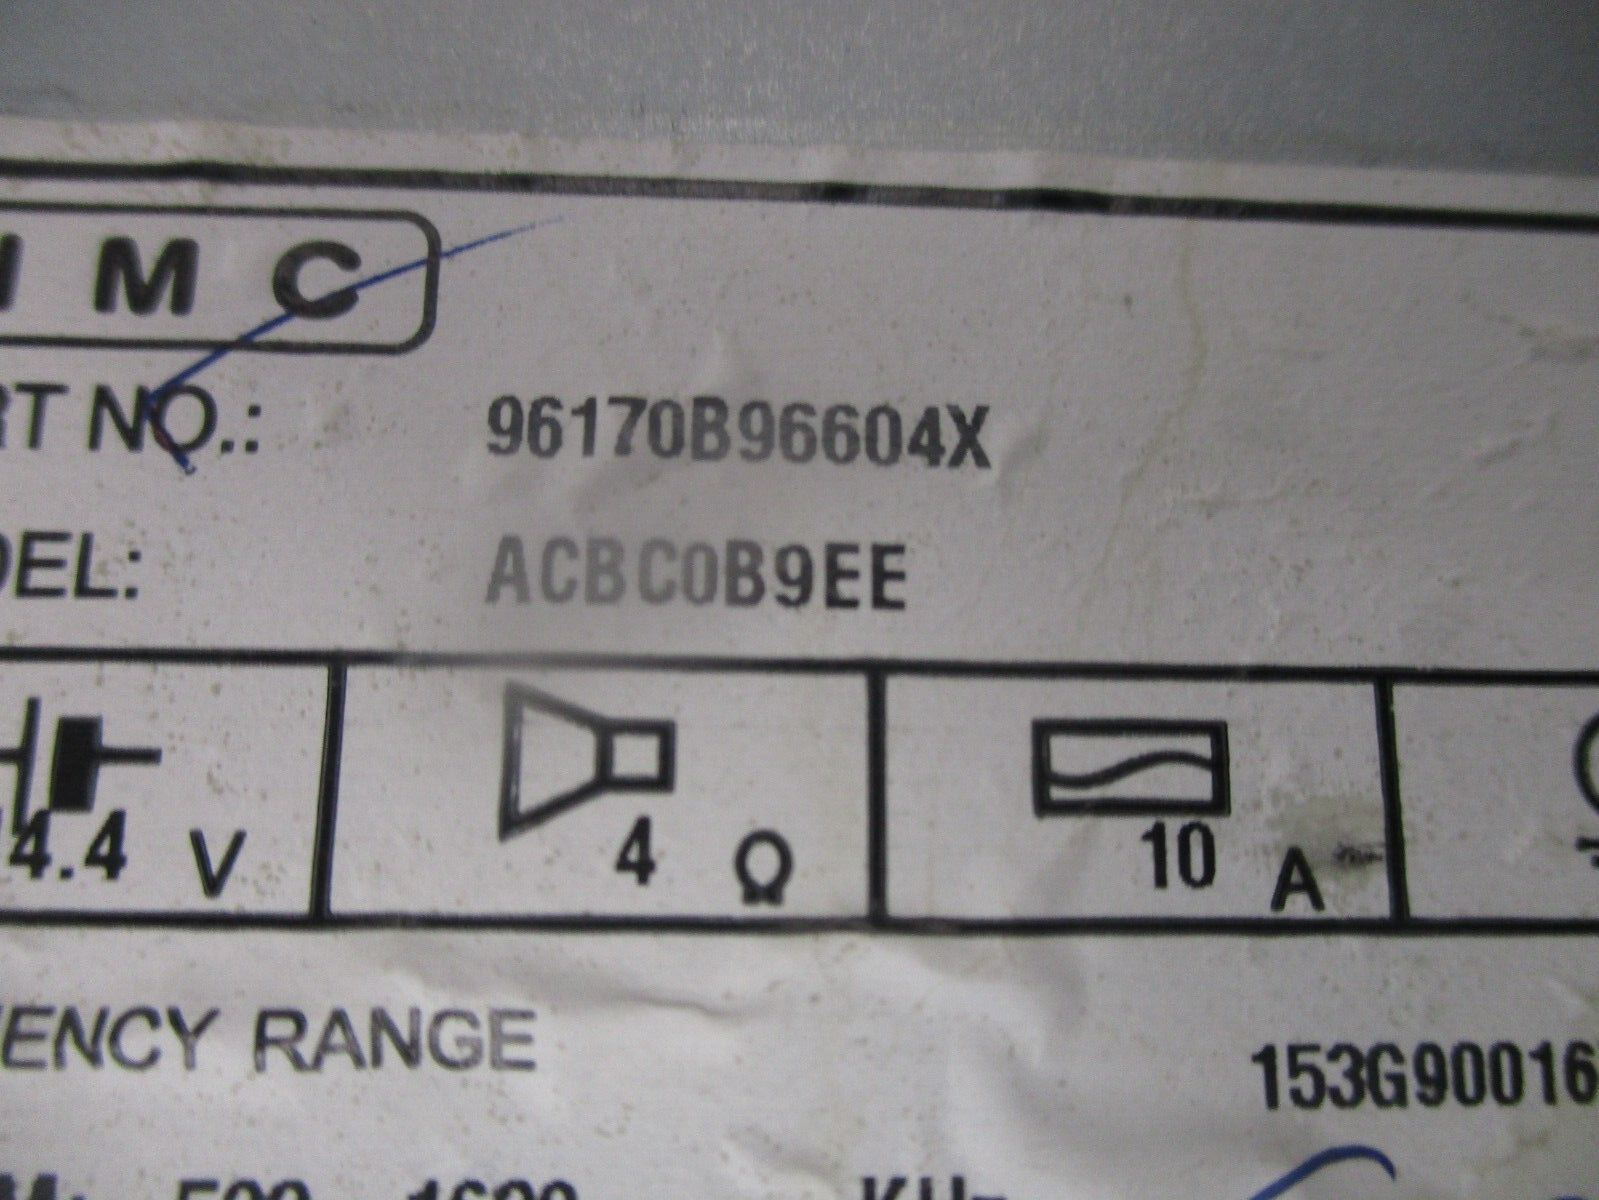 M C
RT NO.: 96170B96604X
DEL: ACBC0B9EE
4.4 V 4 Ω 10 A
ENCY RANGE
153G90016